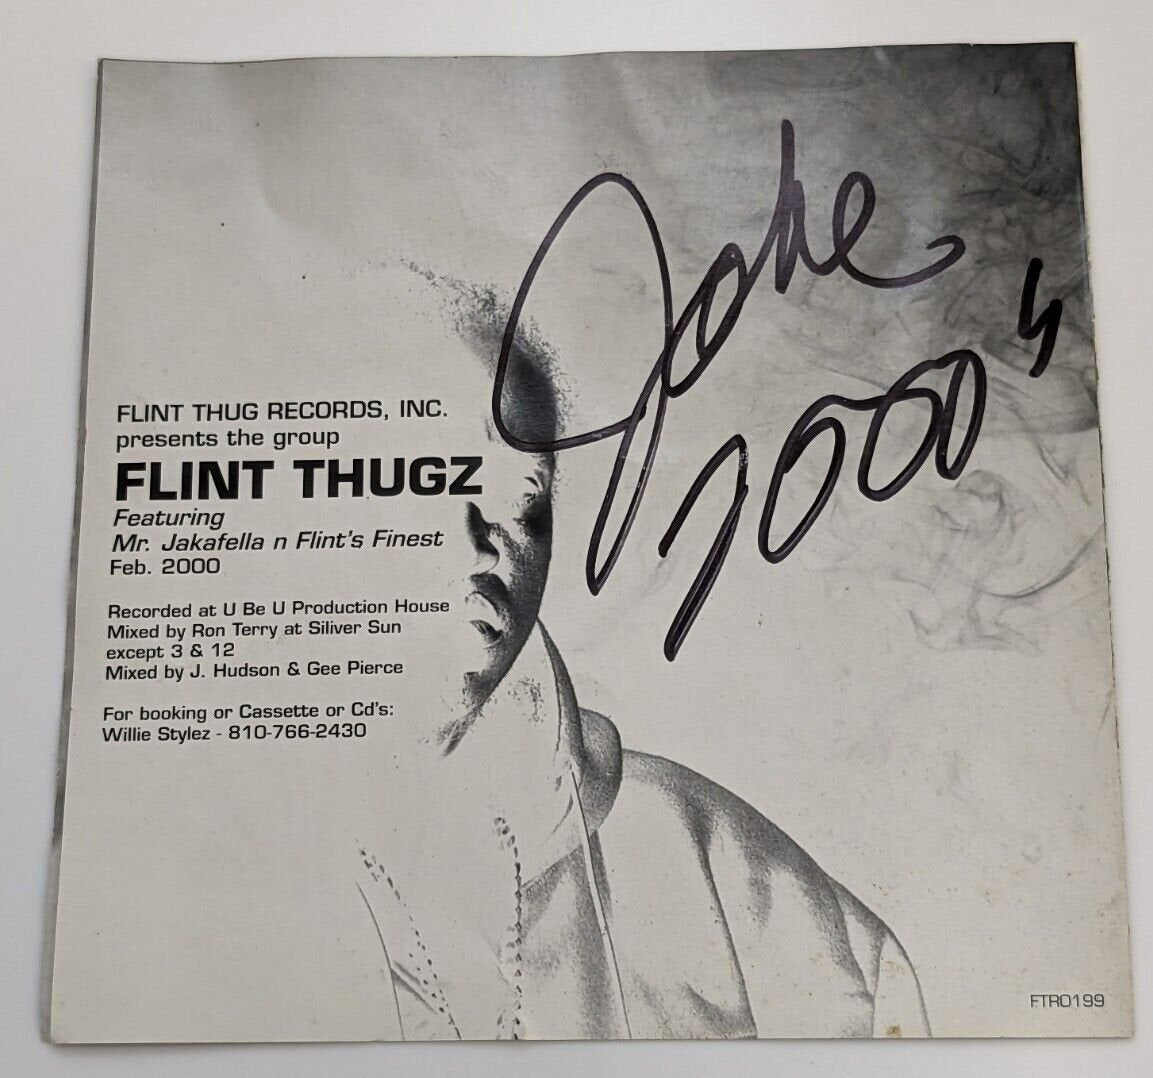 Jake
2000"
FLINT THUG RECORDS, INC.
presents the group
FLINT THUGZ
Featuring
Mr. Jakafella n Flint's Finest
Feb. 2000
Recorded at U Be U Production House
Mixed by Ron Terry at Siliver Sun
except 3 & 12
Mixed by J. Hudson & Gee Pierce
For booking or Cassette or Cd's:
Willie Stylez - 810-766-2430
FTR0199